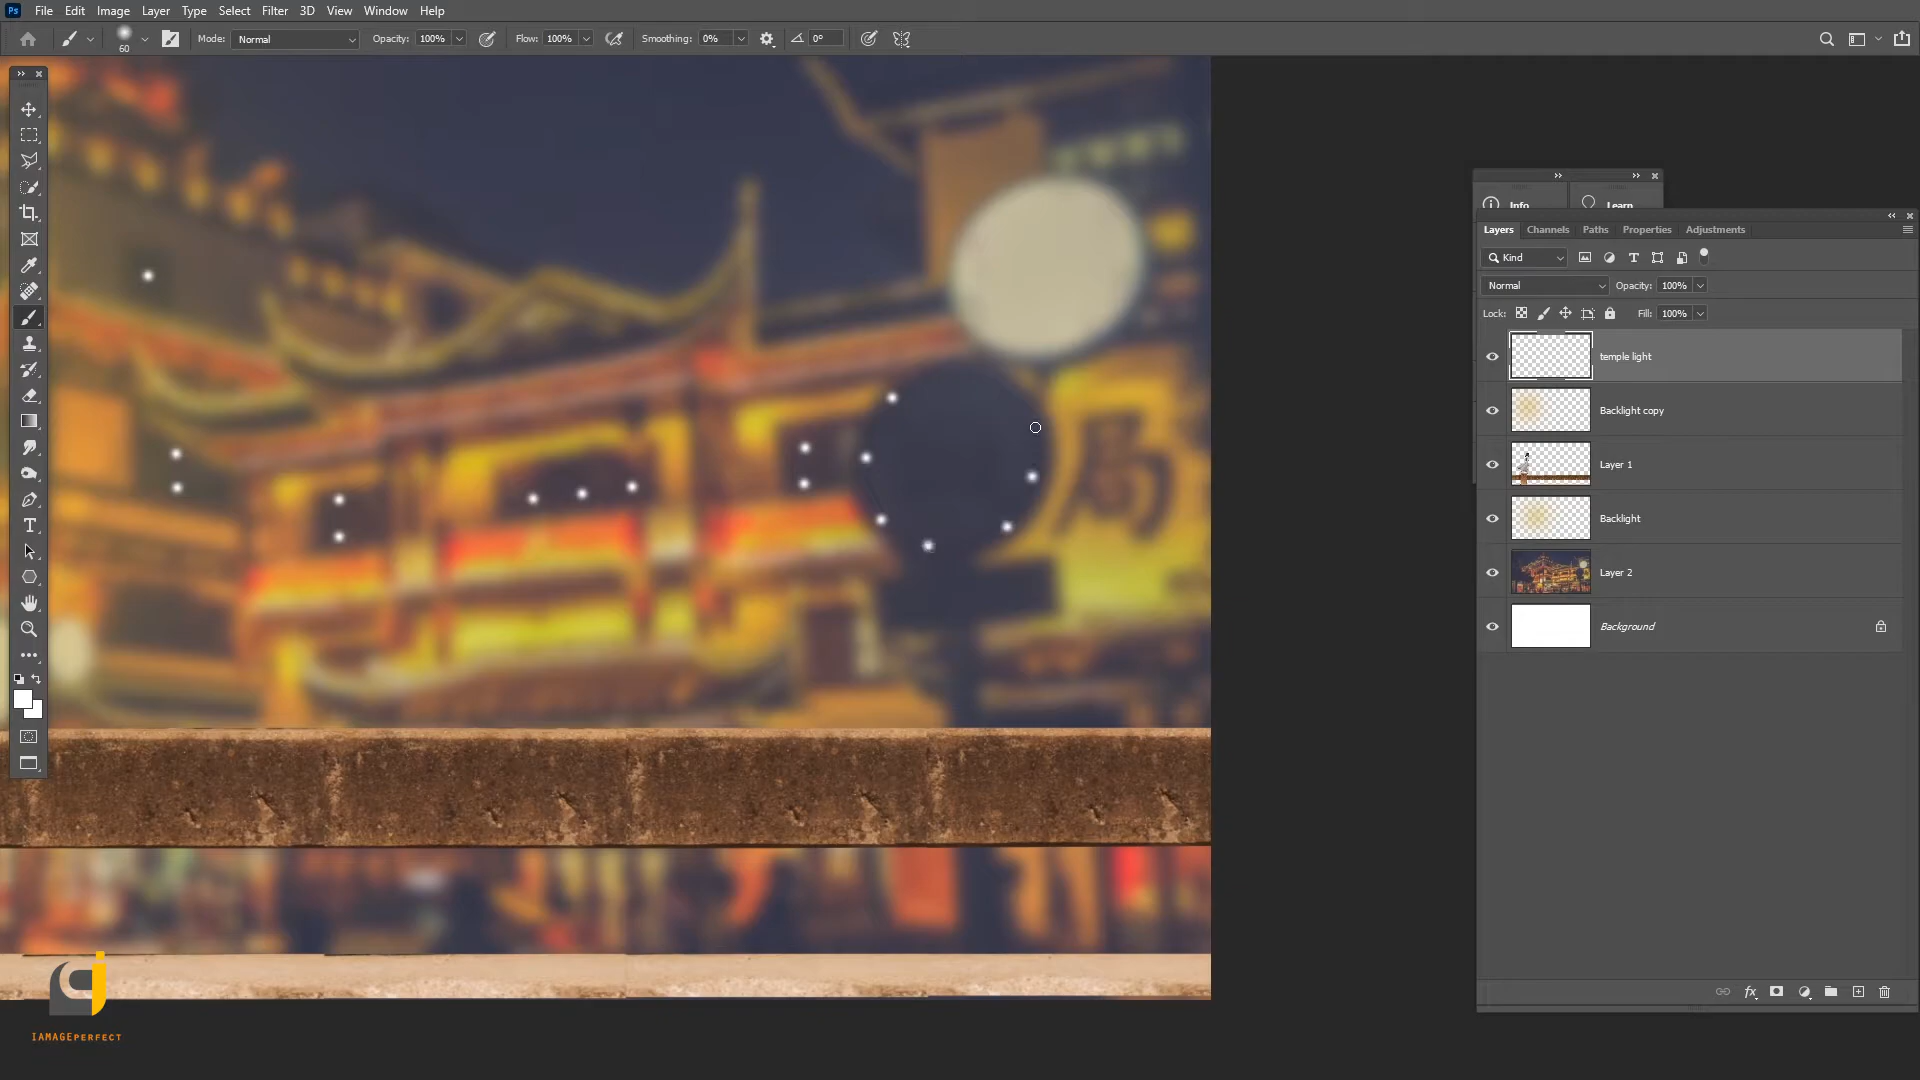 Ps File Edit Image Layer Type Select Filter 3D View Window Help
60 Mode: Normal Opacity: 100% Flow: 100% Smoothing: 0% 0°
Info Learn
Layers Channels Paths Properties Adjustments
Kind
Normal Opacity: 100%
Lock: Fill: 100%
temple light
Backlight copy
Layer 1
Backlight
Layer 2
Background
IAMAGEPERFECT